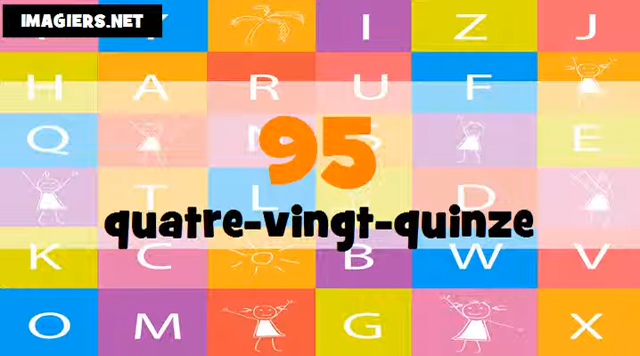 IMAGIERS.NET
I Z J
H A R U F
Q E
95
T L D
quatre-vingt-quinze
K C B W V
O M G X